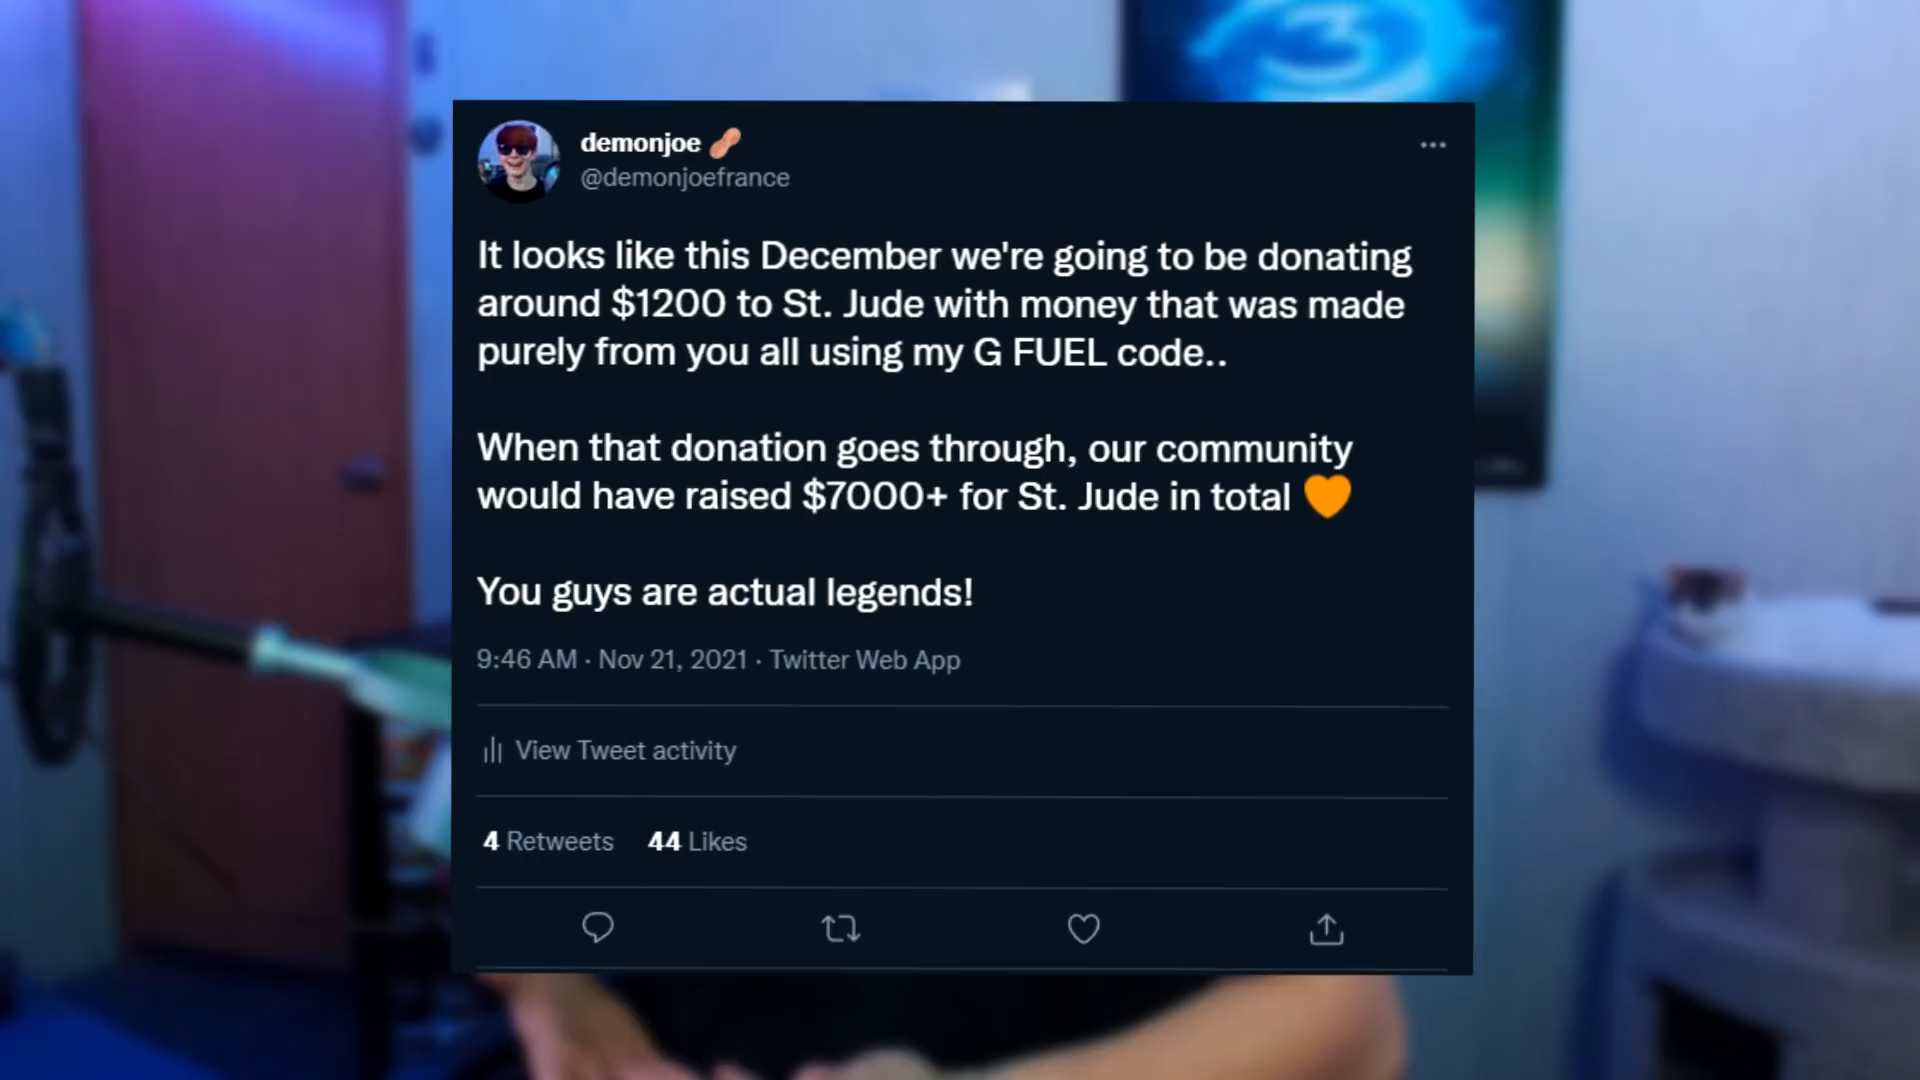 demonjoe 🥜
@demonjoefrance
It looks like this December we're going to be donating
around $1200 to St. Jude with money that was made
purely from you all using my G FUEL code..
When that donation goes through, our community
would have raised $7000+ for St. Jude in total 🧡
You guys are actual legends!
9:46 AM · Nov 21, 2021 · Twitter Web App
View Tweet activity
4 Retweets 44 Likes
3